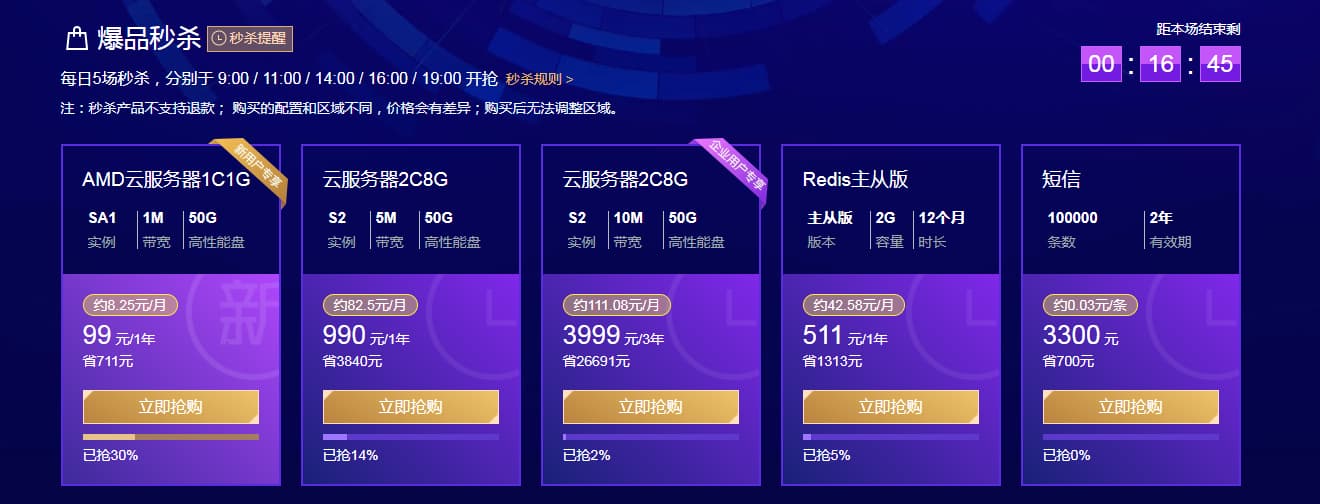 爆品秒杀 秒杀提醒
距本场结束剩
00 : 16 : 45
每日5场秒杀，分别于 9:00 / 11:00 / 14:00 / 16:00 / 19:00 开抢 秒杀规则 >
注：秒杀产品不支持退款； 购买的配置和区域不同，价格会有差异；购买后无法调整区域。
新用户专享
AMD云服务器1C1G
SA1 1M 50G
实例 带宽 高性能盘
新
约8.25元/月
99 元/1年
省711元
立即抢购
已抢30%
云服务器2C8G
S2 5M 50G
实例 带宽 高性能盘
约82.5元/月
990 元/1年
省3840元
立即抢购
已抢14%
企业用户专享
云服务器2C8G
S2 10M 50G
实例 带宽 高性能盘
约111.08元/月
3999 元/3年
省26691元
立即抢购
已抢2%
Redis主从版
主从版 2G 12个月
版本 容量 时长
约42.58元/月
511 元/1年
省1313元
立即抢购
已抢5%
短信
100000 2年
条数 有效期
约0.03元/条
3300 元
省700元
立即抢购
已抢0%